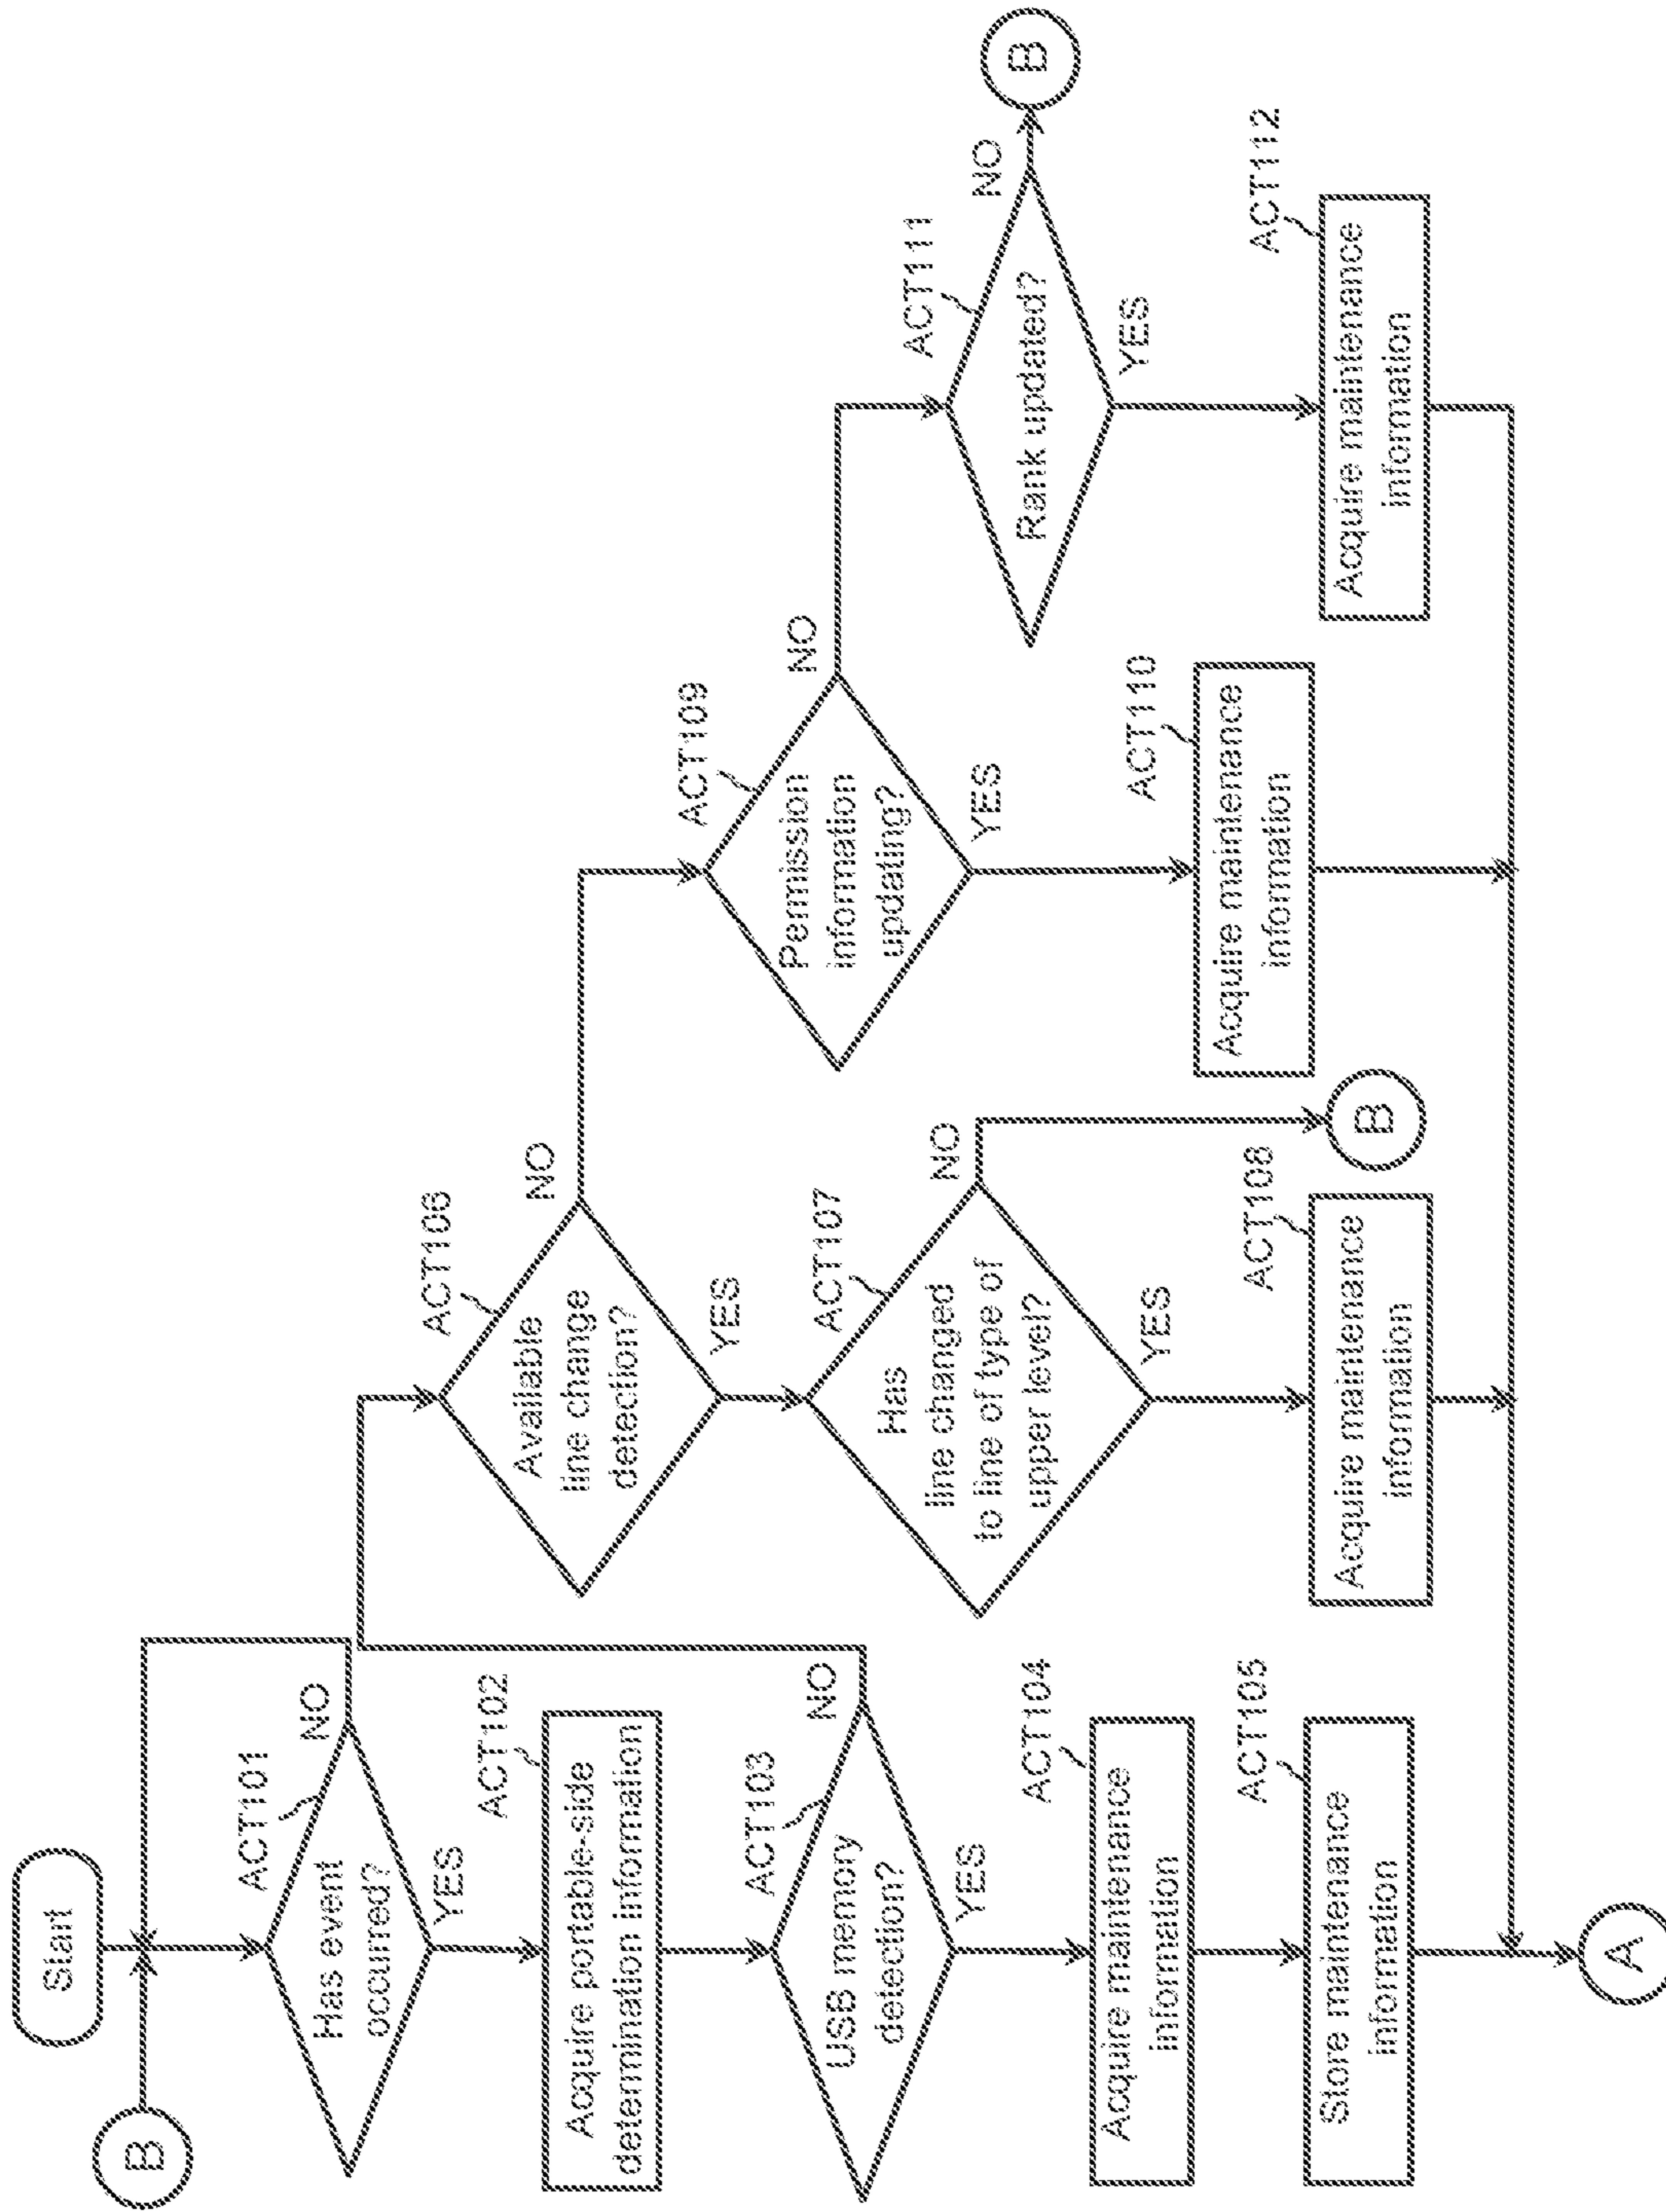 Start
B
ACT101
Has event
occurred?
NO
YES
ACT102
Acquire portable-side
determination information
ACT103
USB memory
detection?
NO
YES
ACT104
Acquire maintenance
information
ACT105
Store maintenance
information
A
ACT106
Available
line change
detection?
NO
YES
ACT107
Has
line changed
to line of type of
upper level?
NO
YES
B
ACT108
Acquire maintenance
information
ACT109
Permission
information
updating?
NO
YES
ACT110
Acquire maintenance
information
ACT111
Rank updated?
NO
B
YES
ACT112
Acquire maintenance
information